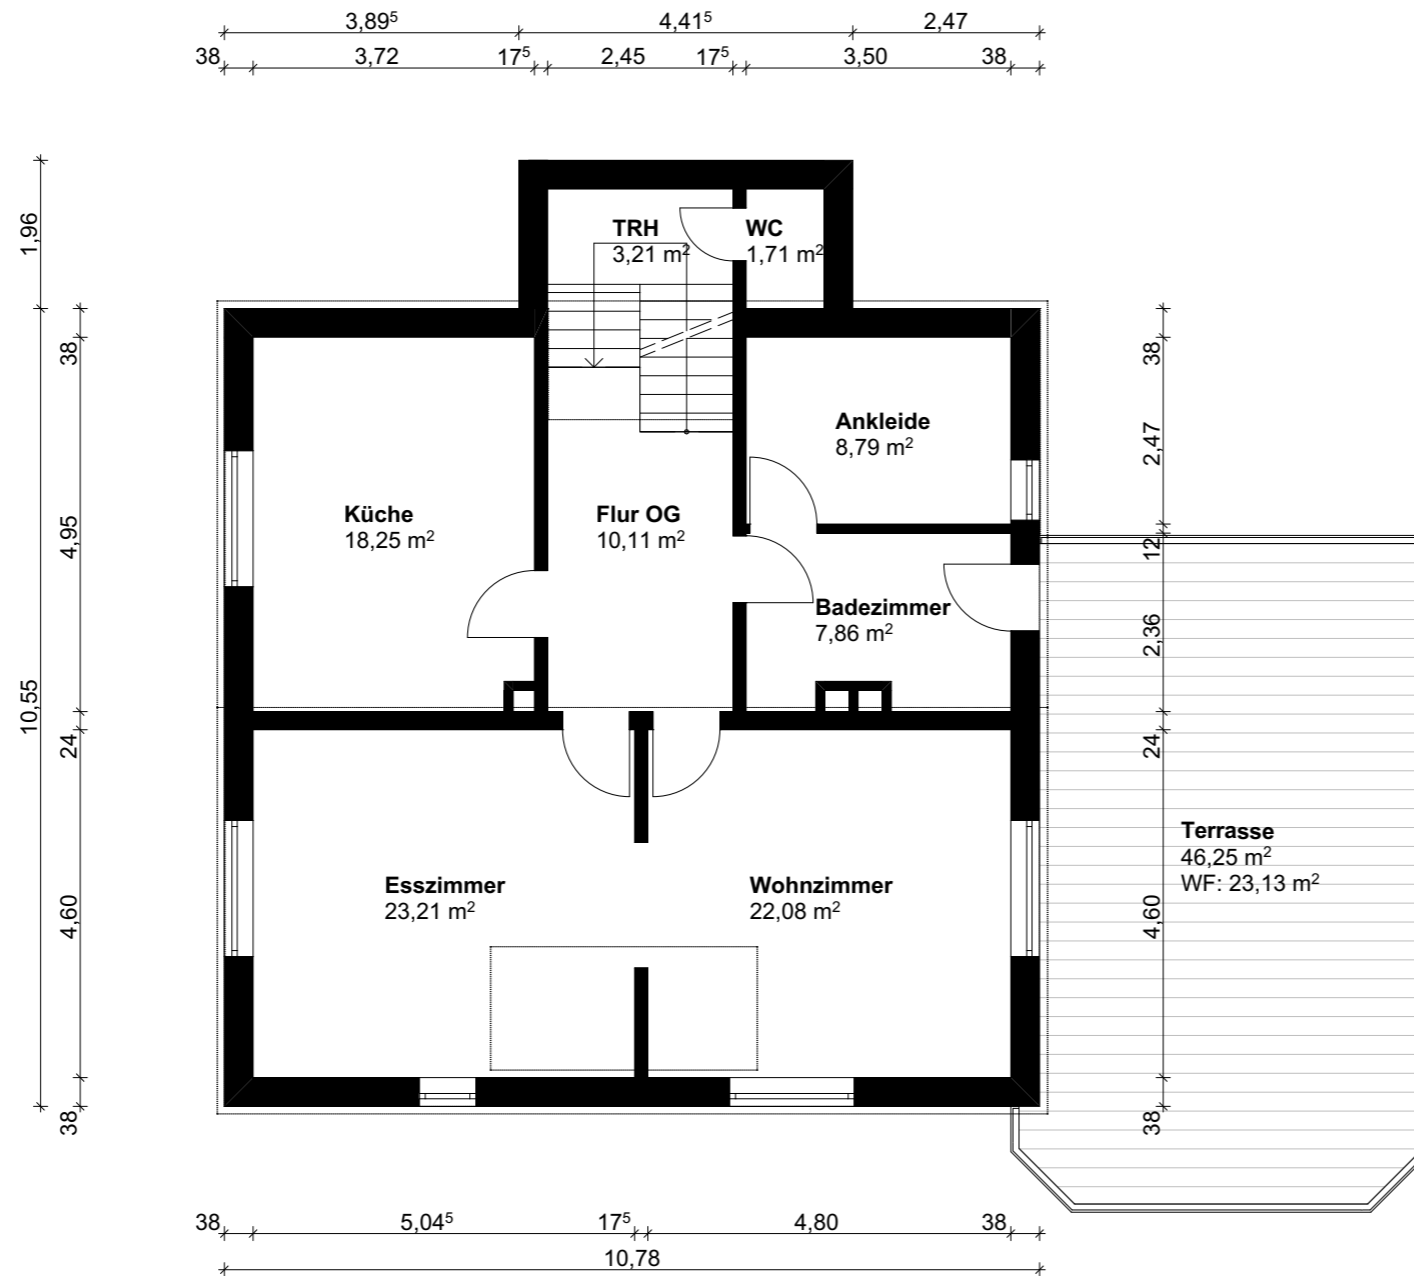 3,89⁵ 4,41⁵ 2,47
38 3,72 17⁵ 2,45 17⁵ 3,50 38
1,96
10,55
38
4,95
24
4,60
38
TRH
3,21 m²
WC
1,71 m²
Ankleide
8,79 m²
Küche
18,25 m²
Flur OG
10,11 m²
Badezimmer
7,86 m²
Esszimmer
23,21 m²
Wohnzimmer
22,08 m²
38
2,47
12
2,36
24
4,60
38
Terrasse
46,25 m²
WF: 23,13 m²
38 5,04⁵ 17⁵ 4,80 38
10,78